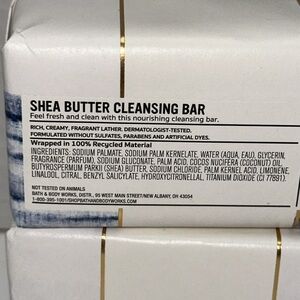 SHEA BUTTER CLEANSING BAR
Feel fresh and clean with this nourishing cleansing bar.
RICH, CREAMY, FRAGRANT LATHER. DERMATOLOGIST-TESTED.
FORMULATED WITHOUT SULFATES, PARABENS AND ARTIFICIAL DYES.
Wrapped in 100% Recycled Material
INGREDIENTS: SODIUM PALMATE, SODIUM PALM KERNELATE, WATER (AQUA, EAU), GLYCERIN,
FRAGRANCE (PARFUM), SODIUM GLUCONATE, PALM ACID, COCOS NUCIFERA (COCONUT) OIL,
BUTYROSPERMUM PARKII (SHEA) BUTTER, SODIUM CHLORIDE, PALM KERNEL ACID, LIMONENE,
LINALOOL, CITRAL, BENZYL SALICYLATE, HYDROXYCITRONELLAL, TITANIUM DIOXIDE (CI 77891).
NOT TESTED ON ANIMALS
BATH & BODY WORKS, DISTR., 95 WEST MAIN STREET/NEW ALBANY, OH 43054
1-800-395-1001/SHOPBATHANDBODYWORKS.COM